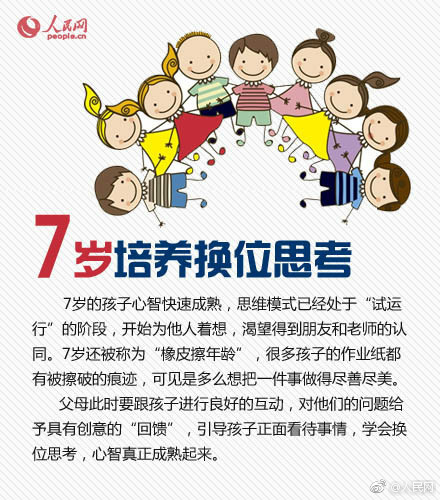 人民网
people.cn
7岁培养换位思考
7岁的孩子心智快速成熟，思维模式已经处于“试运
行”的阶段，开始为他人着想，渴望得到朋友和老师的认
同。7岁还被称为“橡皮擦年龄”，很多孩子的作业纸都
有被擦破的痕迹，可见是多么想把一件事做得尽善尽美。
父母此时要跟孩子进行良好的互动，对他们的问题给
予具有创意的“回馈”，引导孩子正面看待事情，学会换
位思考，心智真正成熟起来。
@人民网